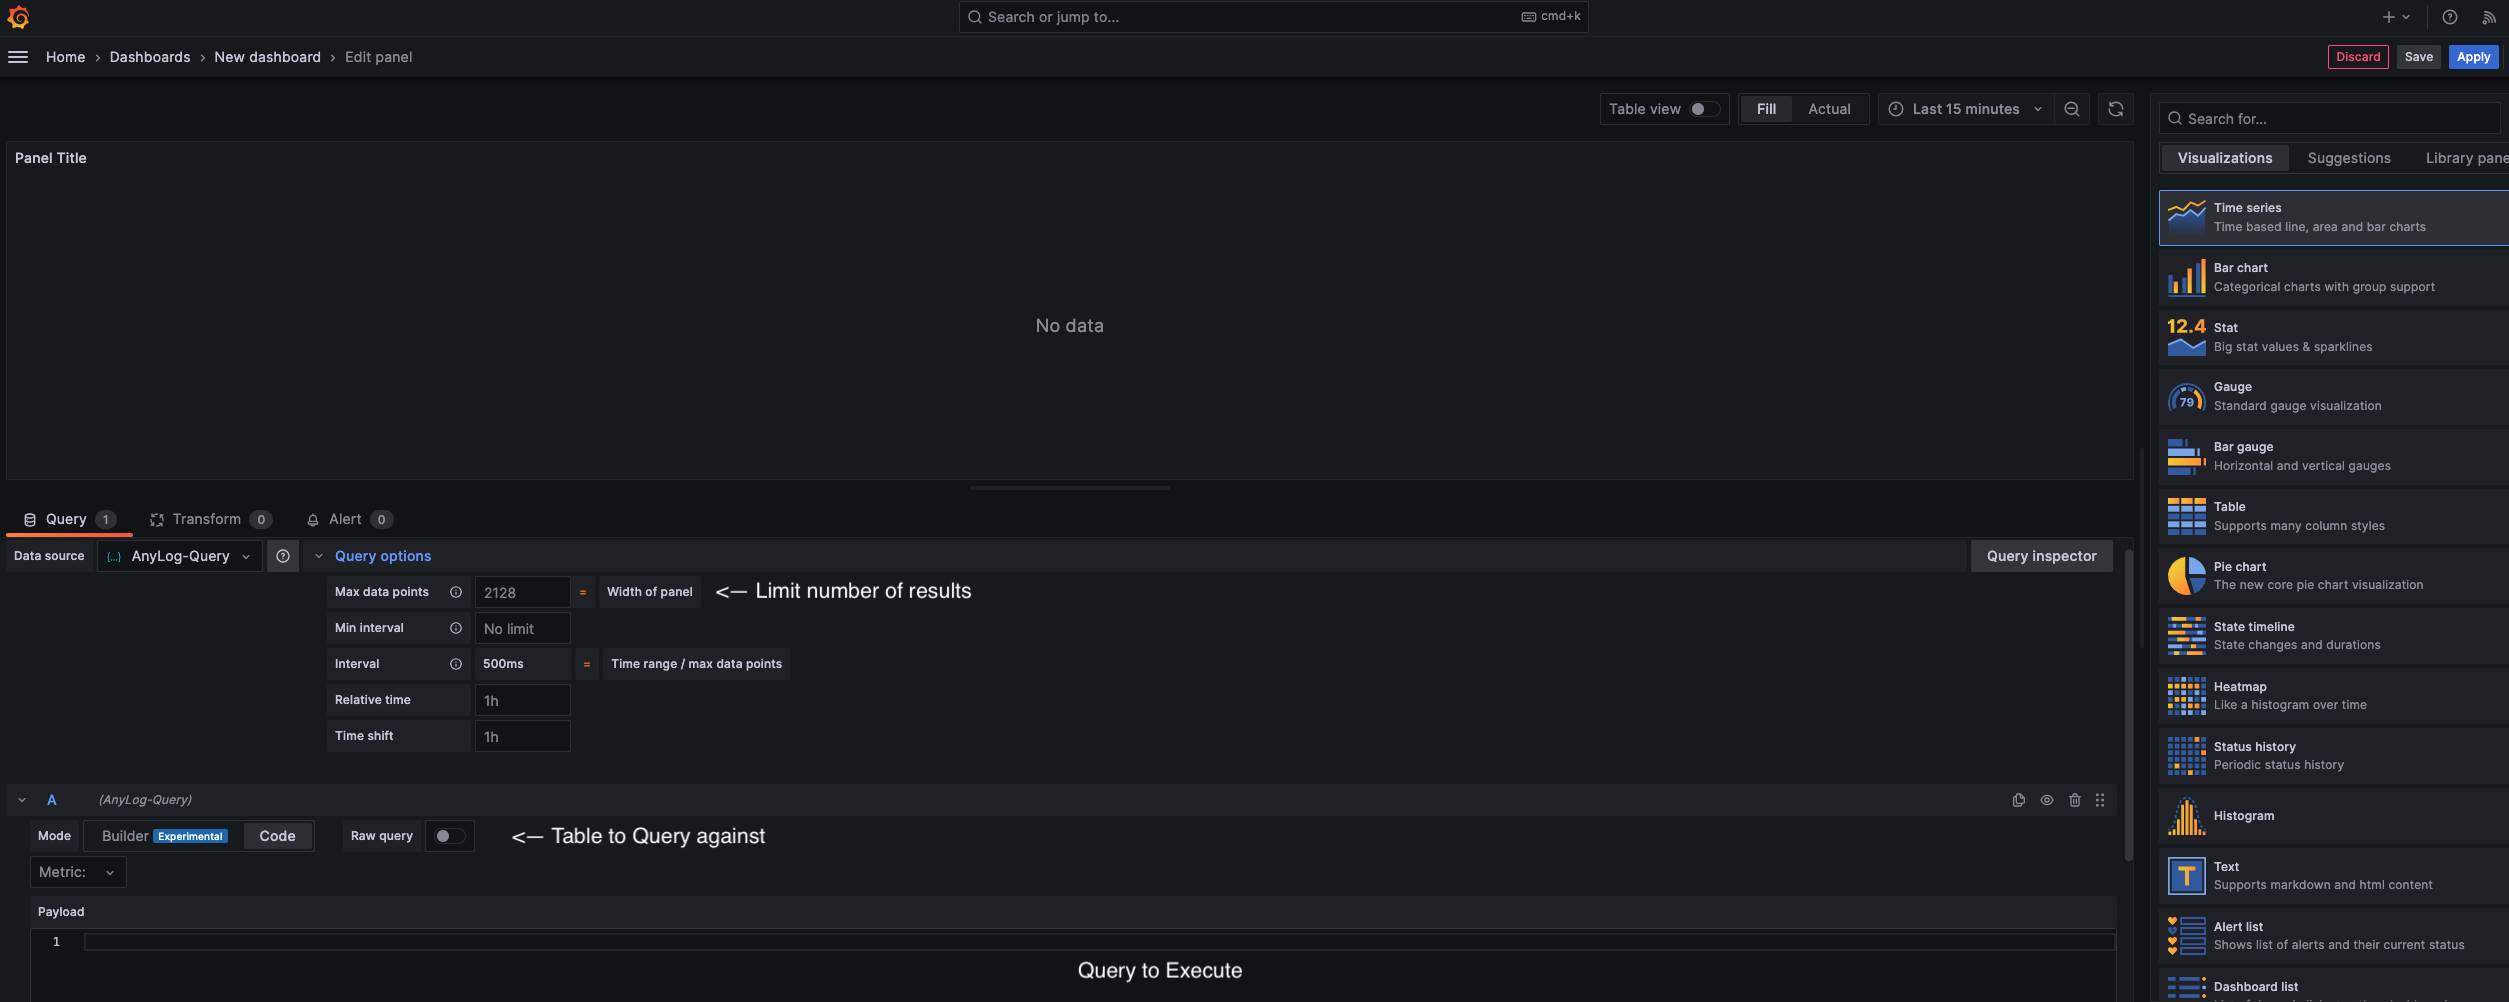 Search or jump to... cmd+k
Home › Dashboards › New dashboard › Edit panel Discard Save Apply
Table view Fill Actual Last 15 minutes
Search for...
Panel Title
Visualizations Suggestions Library pane
No data
Time series
Time based line, area and bar charts
Bar chart
Categorical charts with group support
12.4 Stat
Big stat values & sparklines
79 Gauge
Standard gauge visualization
Bar gauge
Horizontal and vertical gauges
Table
Supports many column styles
Pie chart
The new core pie chart visualization
State timeline
State changes and durations
Heatmap
Like a histogram over time
Status history
Periodic status history
Histogram
T Text
Supports markdown and html content
Alert list
Shows list of alerts and their current status
Dashboard list
Query 1 Transform 0 Alert 0
Data source {...} AnyLog-Query Query options Query inspector
Max data points 2128 = Width of panel <— Limit number of results
Min interval No limit
Interval 500ms = Time range / max data points
Relative time 1h
Time shift 1h
A (AnyLog-Query)
Mode Builder Experimental Code Raw query <— Table to Query against
Metric:
Payload
1
Query to Execute